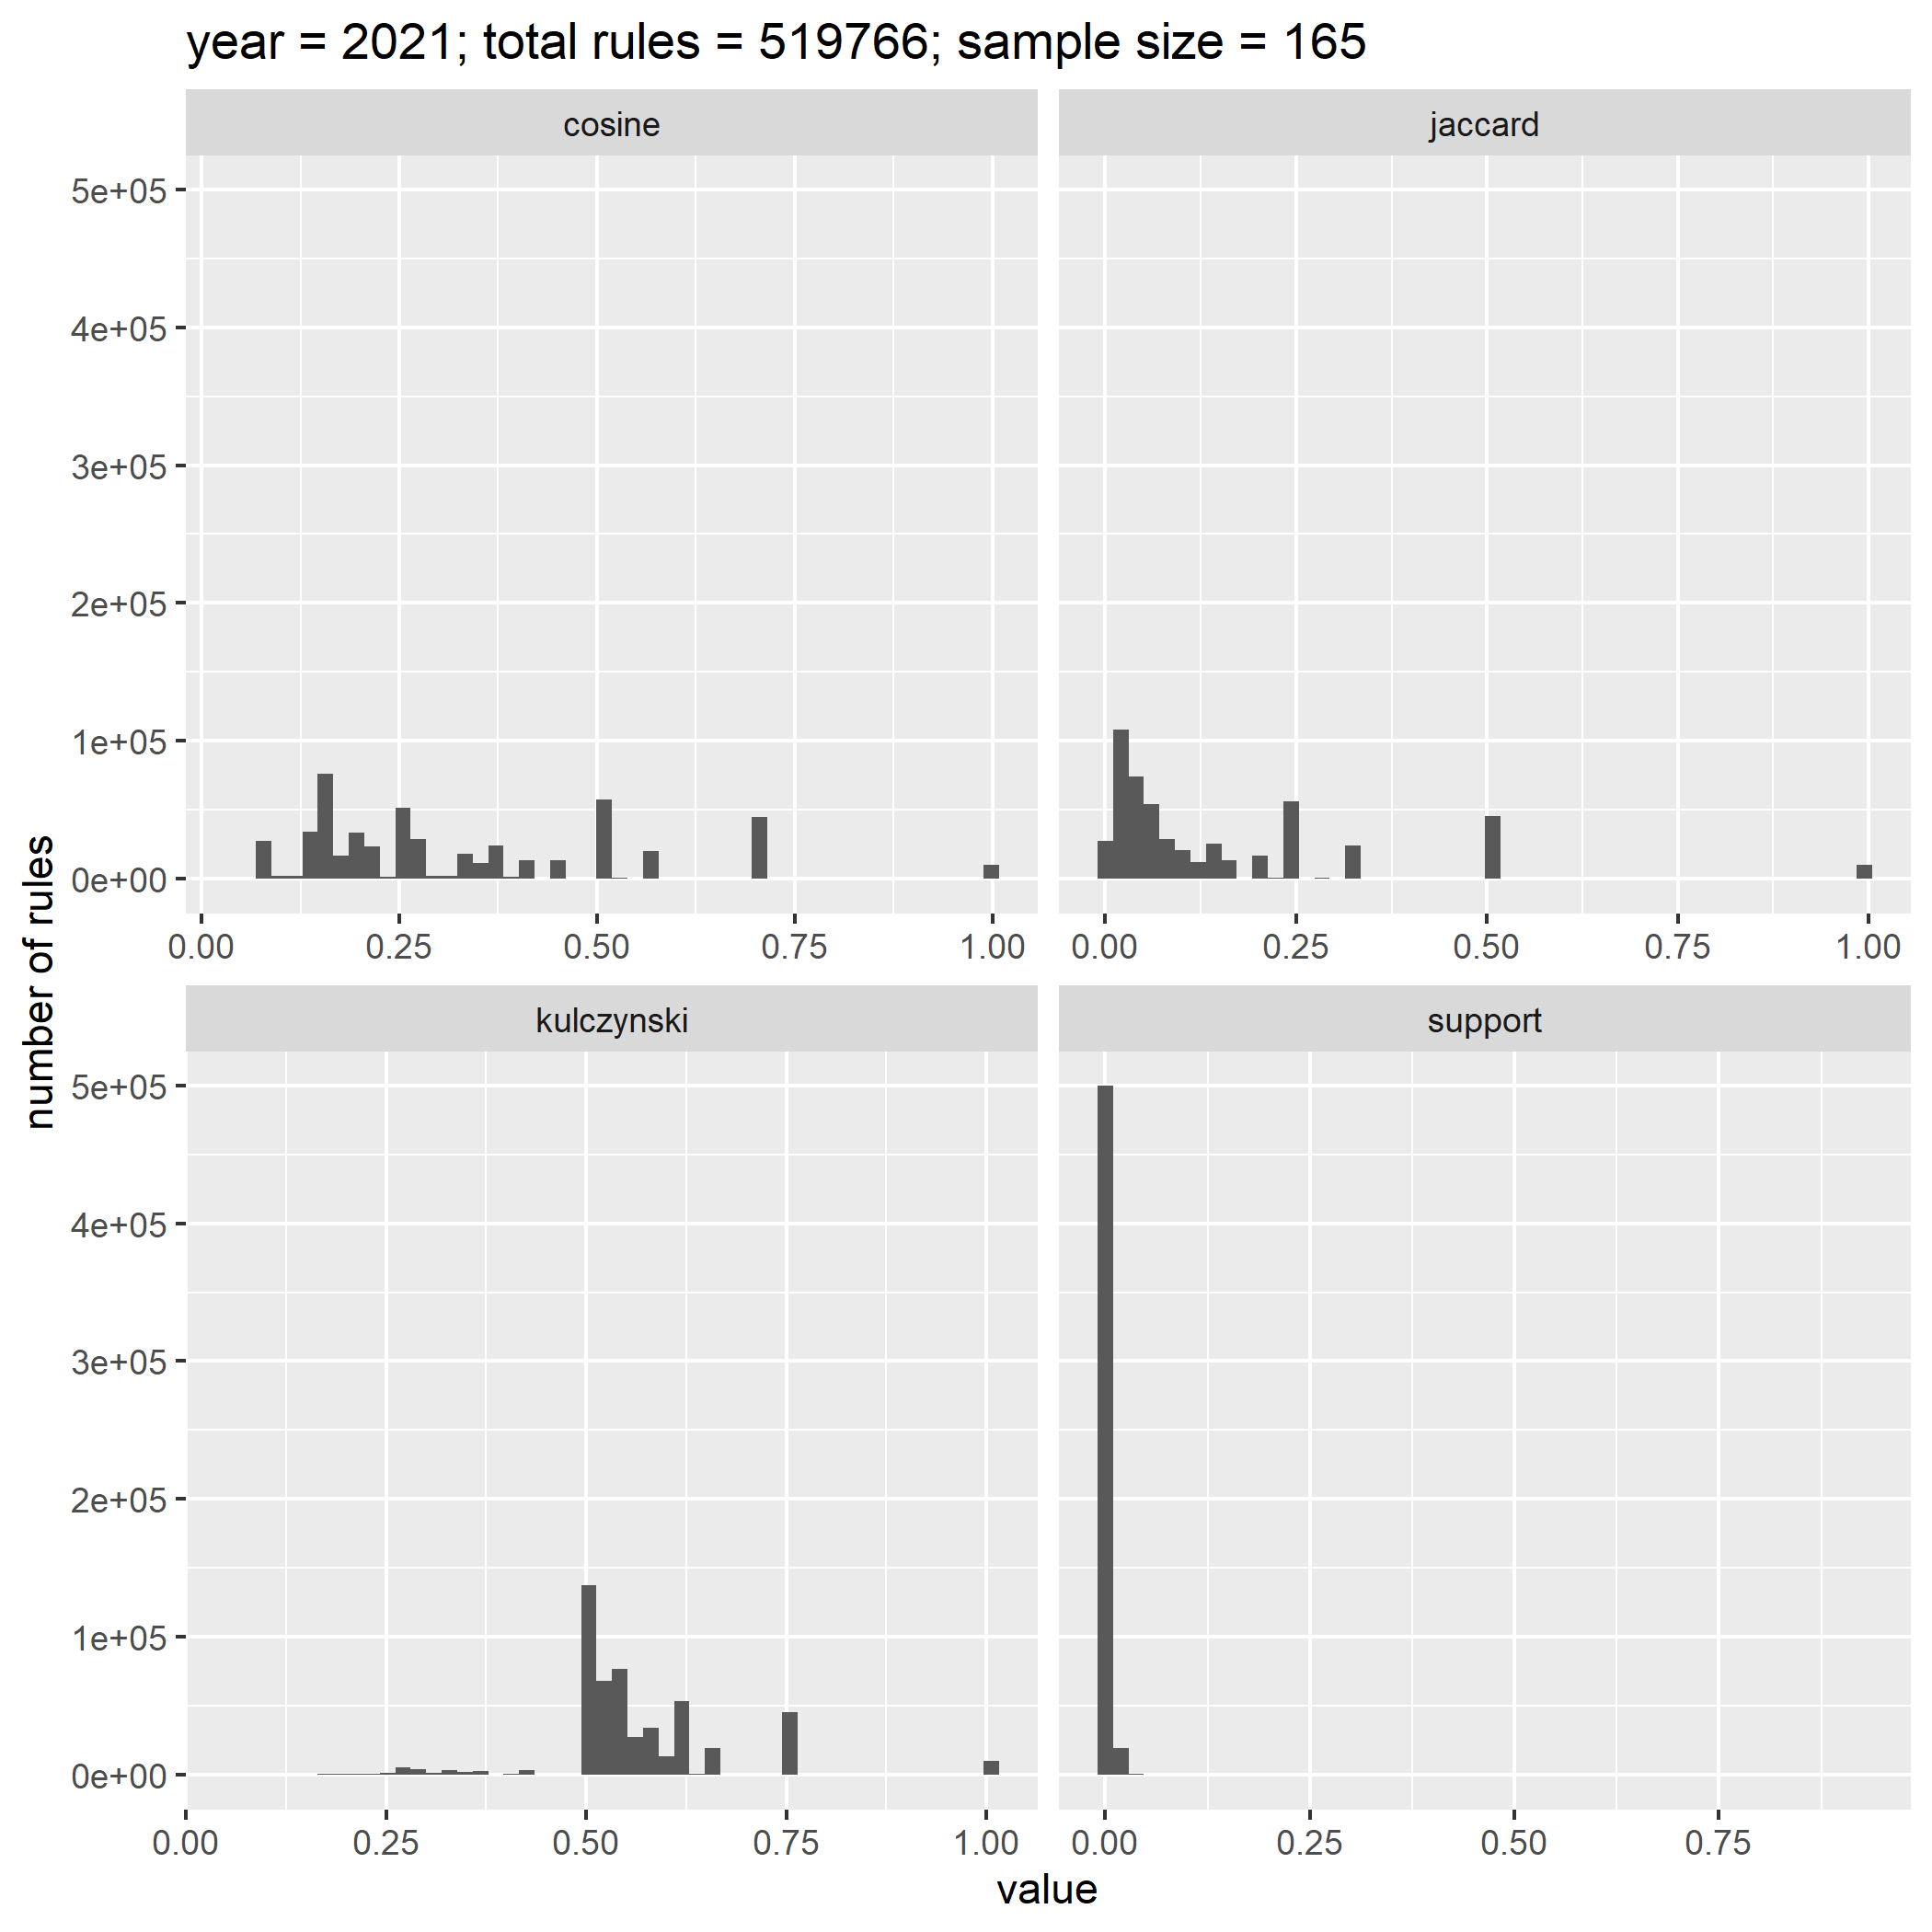 year = 2021; total rules = 519766; sample size = 165
cosine
jaccard
5e+05
4e+05
3e+05
2e+05
1e+05
0e+00
0.00 0.25 0.50 0.75 1.00
0.00 0.25 0.50 0.75 1.00
number of rules
kulczynski
support
5e+05
4e+05
3e+05
2e+05
1e+05
0e+00
0.00 0.25 0.50 0.75 1.00
0.00 0.25 0.50 0.75
value